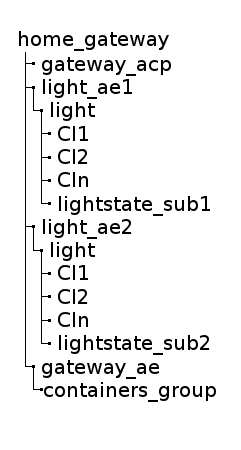 home_gateway
gateway_acp
light_ae1
light
CI1
CI2
CIn
lightstate_sub1
light_ae2
light
CI1
CI2
CIn
lightstate_sub2
gateway_ae
containers_group